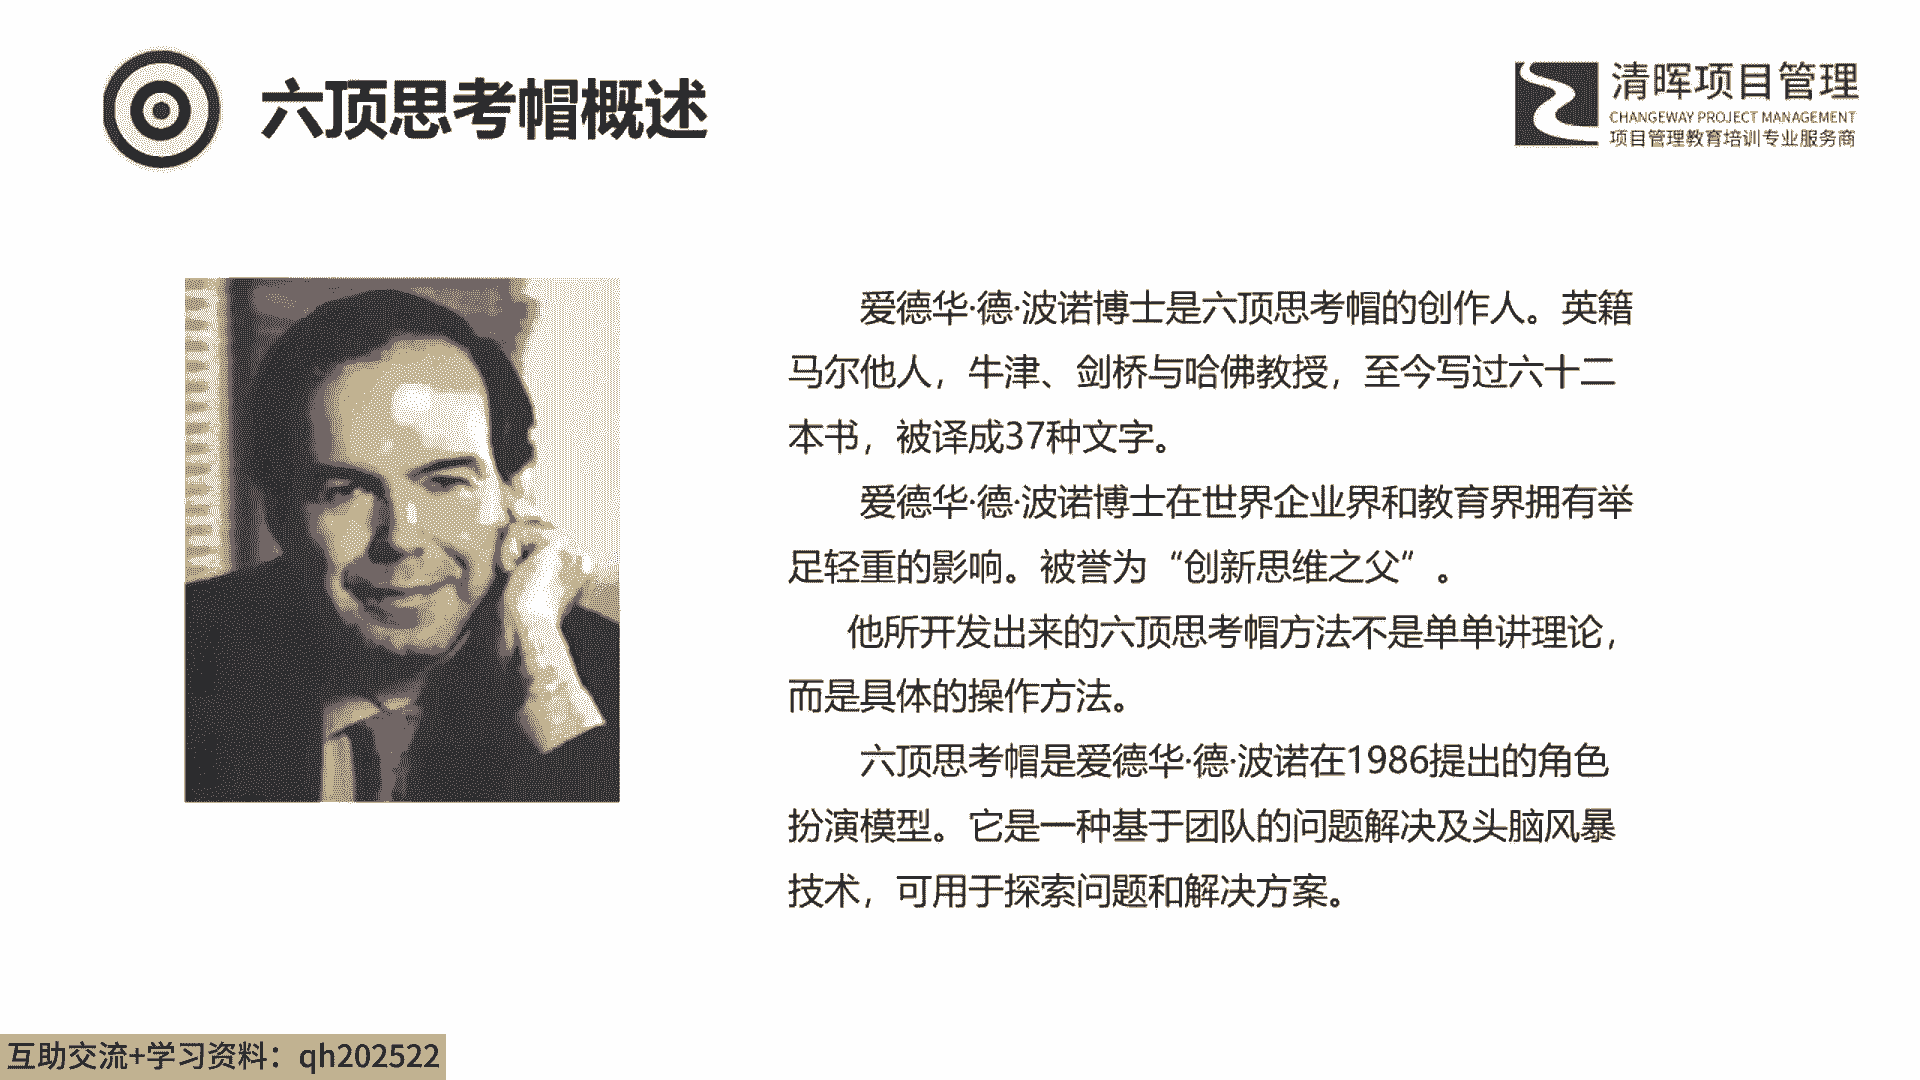 六顶思考帽概述
清晖项目管理
CHANGEWAY PROJECT MANAGEMENT
项目管理教育培训专业服务商
爱德华·德·波诺博士是六顶思考帽的创作人。英籍
马尔他人，牛津、剑桥与哈佛教授，至今写过六十二
本书，被译成37种文字。
爱德华·德·波诺博士在世界企业界和教育界拥有举
足轻重的影响。被誉为“创新思维之父”。
他所开发出来的六顶思考帽方法不是单单讲理论，
而是具体的操作方法。
六顶思考帽是爱德华·德·波诺在1986提出的角色
扮演模型。它是一种基于团队的问题解决及头脑风暴
技术，可用于探索问题和解决方案。
互助交流+学习资料：qh202522